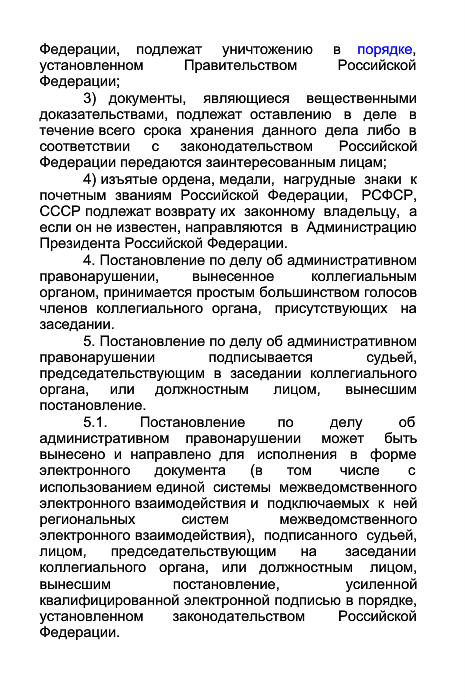 Федерации, подлежат уничтожению в порядке,
установленном Правительством Российской
Федерации;
3) документы, являющиеся вещественными
доказательствами, подлежат оставлению в деле в
течение всего срока хранения данного дела либо в
соответствии с законодательством Российской
Федерации передаются заинтересованным лицам;
4) изъятые ордена, медали, нагрудные знаки к
почетным званиям Российской Федерации, РСФСР,
СССР подлежат возврату их законному владельцу, а
если он не известен, направляются в Администрацию
Президента Российской Федерации.
4. Постановление по делу об административном
правонарушении, вынесенное коллегиальным
органом, принимается простым большинством голосов
членов коллегиального органа, присутствующих на
заседании.
5. Постановление по делу об административном
правонарушении подписывается судьей,
председательствующим в заседании коллегиального
органа, или должностным лицом, вынесшим
постановление.
5.1. Постановление по делу об
административном правонарушении может быть
вынесено и направлено для исполнения в форме
электронного документа (в том числе с
использованием единой системы межведомственного
электронного взаимодействия и подключаемых к ней
региональных систем межведомственного
электронного взаимодействия), подписанного судьей,
лицом, председательствующим на заседании
коллегиального органа, или должностным лицом,
вынесшим постановление, усиленной
квалифицированной электронной подписью в порядке,
установленном законодательством Российской
Федерации.